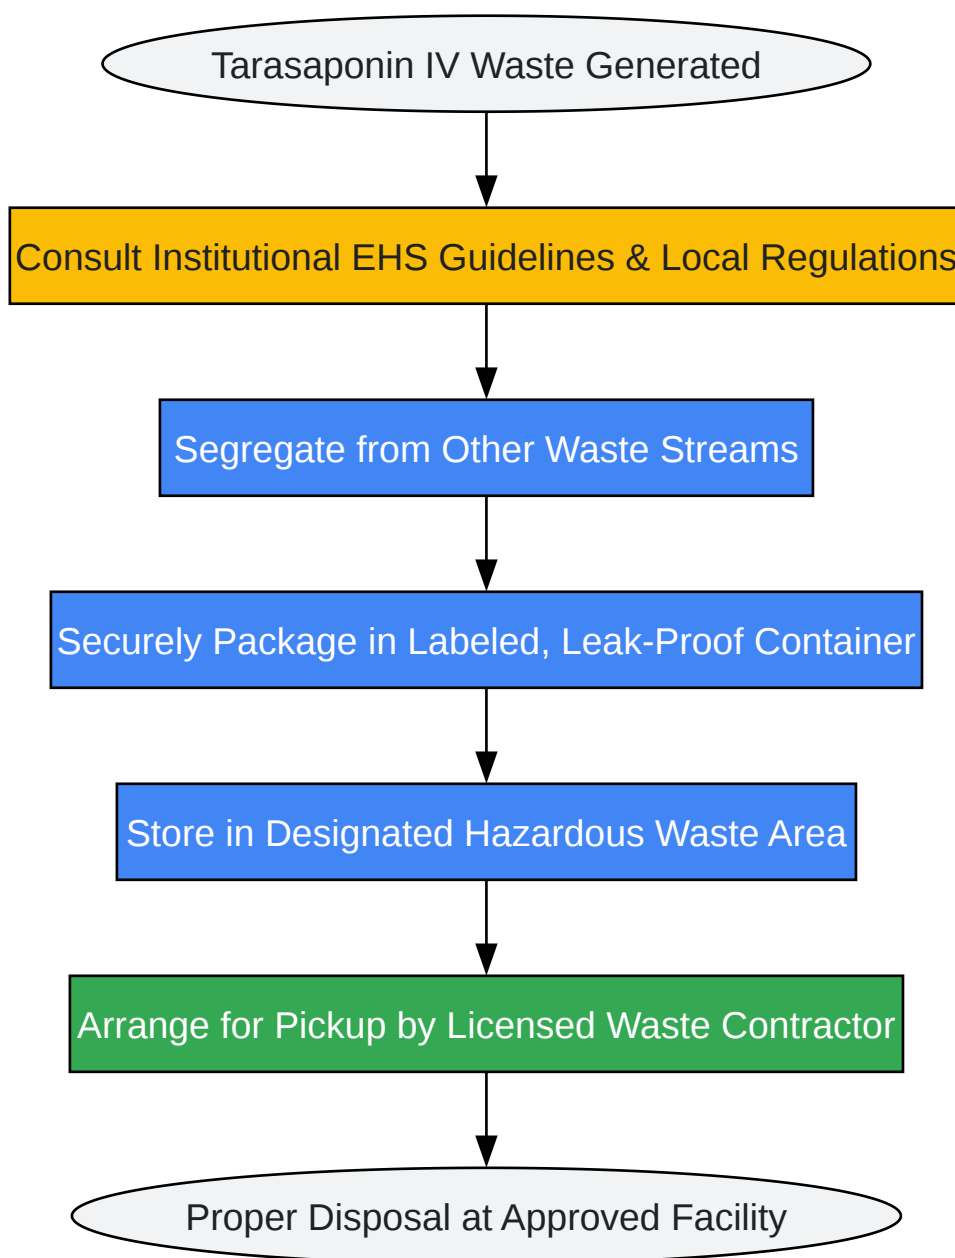 Tarasaponin IV Waste Generated
Consult Institutional EHS Guidelines & Local Regulations
Segregate from Other Waste Streams
Securely Package in Labeled, Leak-Proof Container
Store in Designated Hazardous Waste Area
Arrange for Pickup by Licensed Waste Contractor
Proper Disposal at Approved Facility